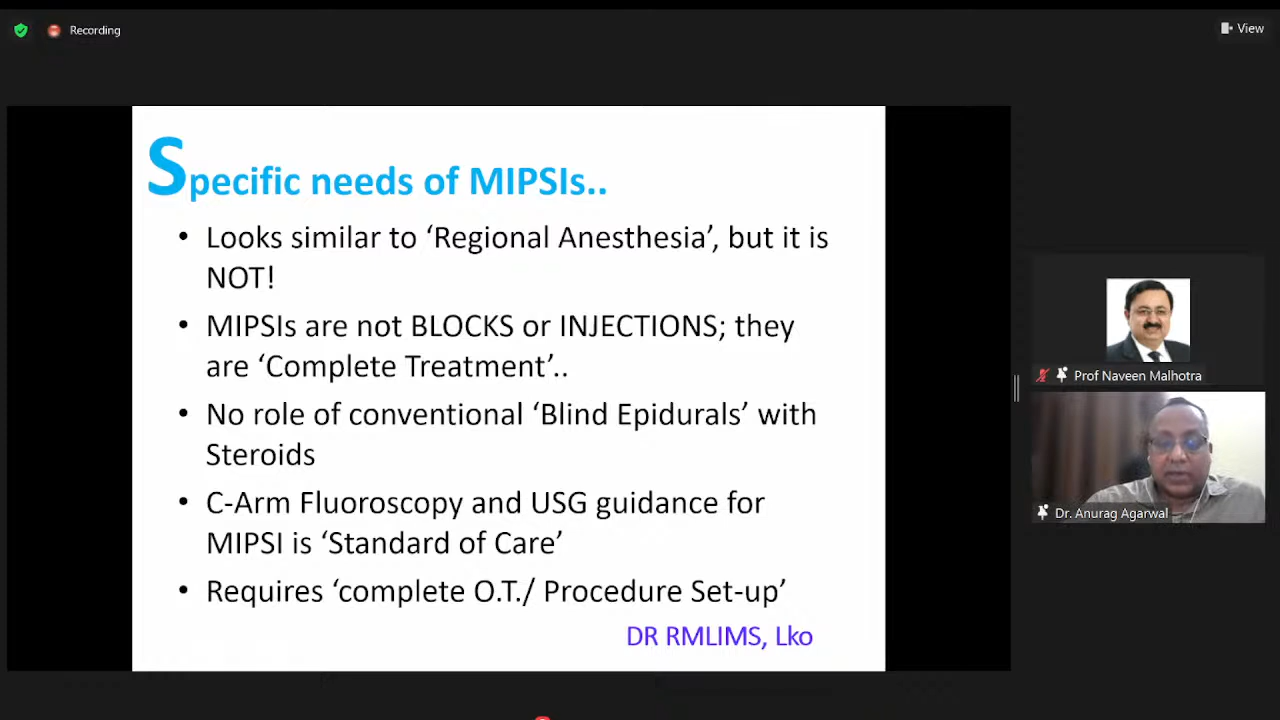 Recording
View
Specific needs of MIPSIs..
• Looks similar to ‘Regional Anesthesia’, but it is
NOT!
• MIPSIs are not BLOCKS or INJECTIONS; they
are ‘Complete Treatment’..
• No role of conventional ‘Blind Epidurals’ with
Steroids
• C-Arm Fluoroscopy and USG guidance for
MIPSI is ‘Standard of Care’
• Requires ‘complete O.T./ Procedure Set-up’
DR RMLIMS, Lko
Prof Naveen Malhotra
Dr. Anurag Agarwal